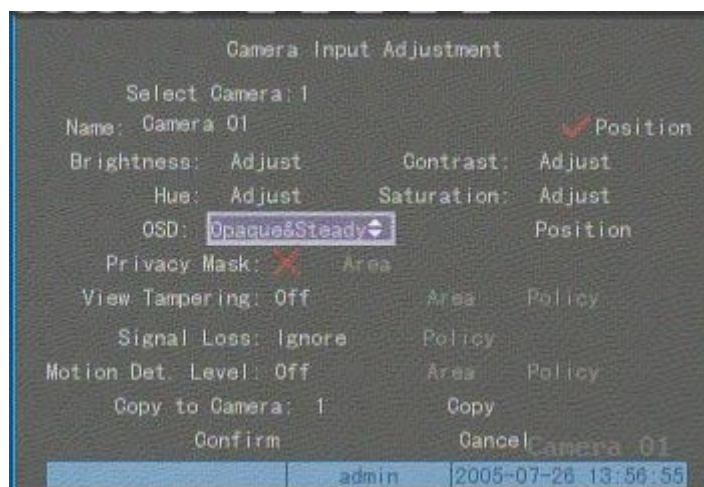 Camera Input Adjustment
Select Camera: 1
Name: Camera 01 Position
Brightness: Adjust Contrast: Adjust
Hue: Adjust Saturation: Adjust
OSD: Opaque&Steady Position
Privacy Mask: Area
View Tampering: Off Area Policy
Signal Loss: Ignore Policy
Motion Det. Level: Off Area Policy
Copy to Camera: 1 Copy
Confirm Cancel
Camera 01
admin 2005-07-26 13:56:55